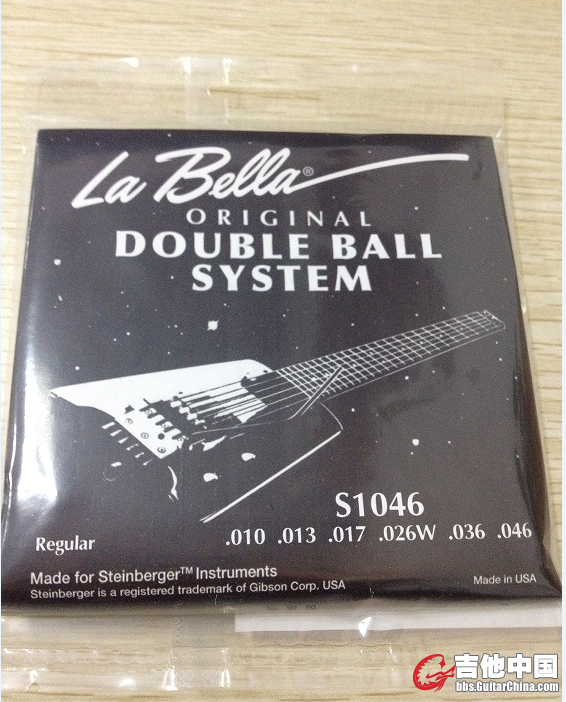 La Bella®
ORIGINAL
DOUBLE BALL
SYSTEM
S1046
Regular
.010 .013 .017 .026W .036 .046
Made for Steinberger™ Instruments
Steinberger is a registered trademark of Gibson Corp. USA
Made in USA
吉他中国
bbs.GuitarChina.com